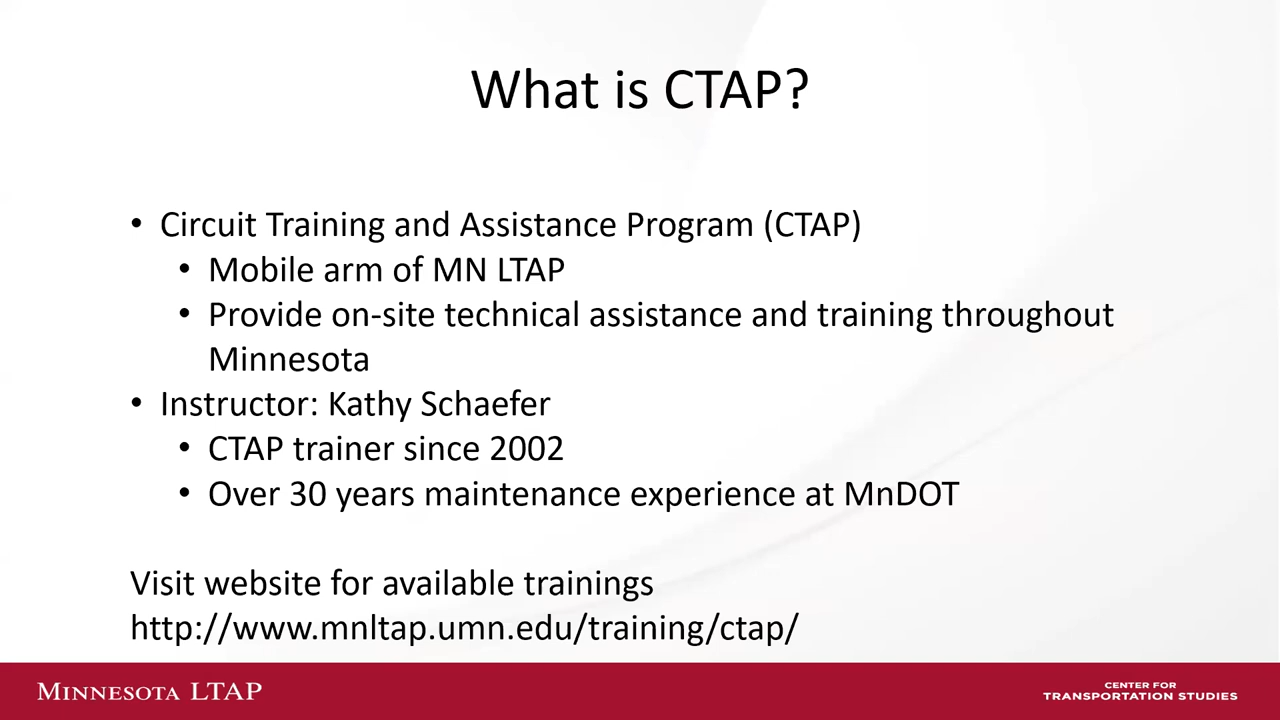 What is CTAP?
• Circuit Training and Assistance Program (CTAP)
• Mobile arm of MN LTAP
• Provide on-site technical assistance and training throughout
Minnesota
• Instructor: Kathy Schaefer
• CTAP trainer since 2002
• Over 30 years maintenance experience at MnDOT
Visit website for available trainings
http://www.mnltap.umn.edu/training/ctap/
MINNESOTA LTAP
CENTER FOR
TRANSPORTATION STUDIES